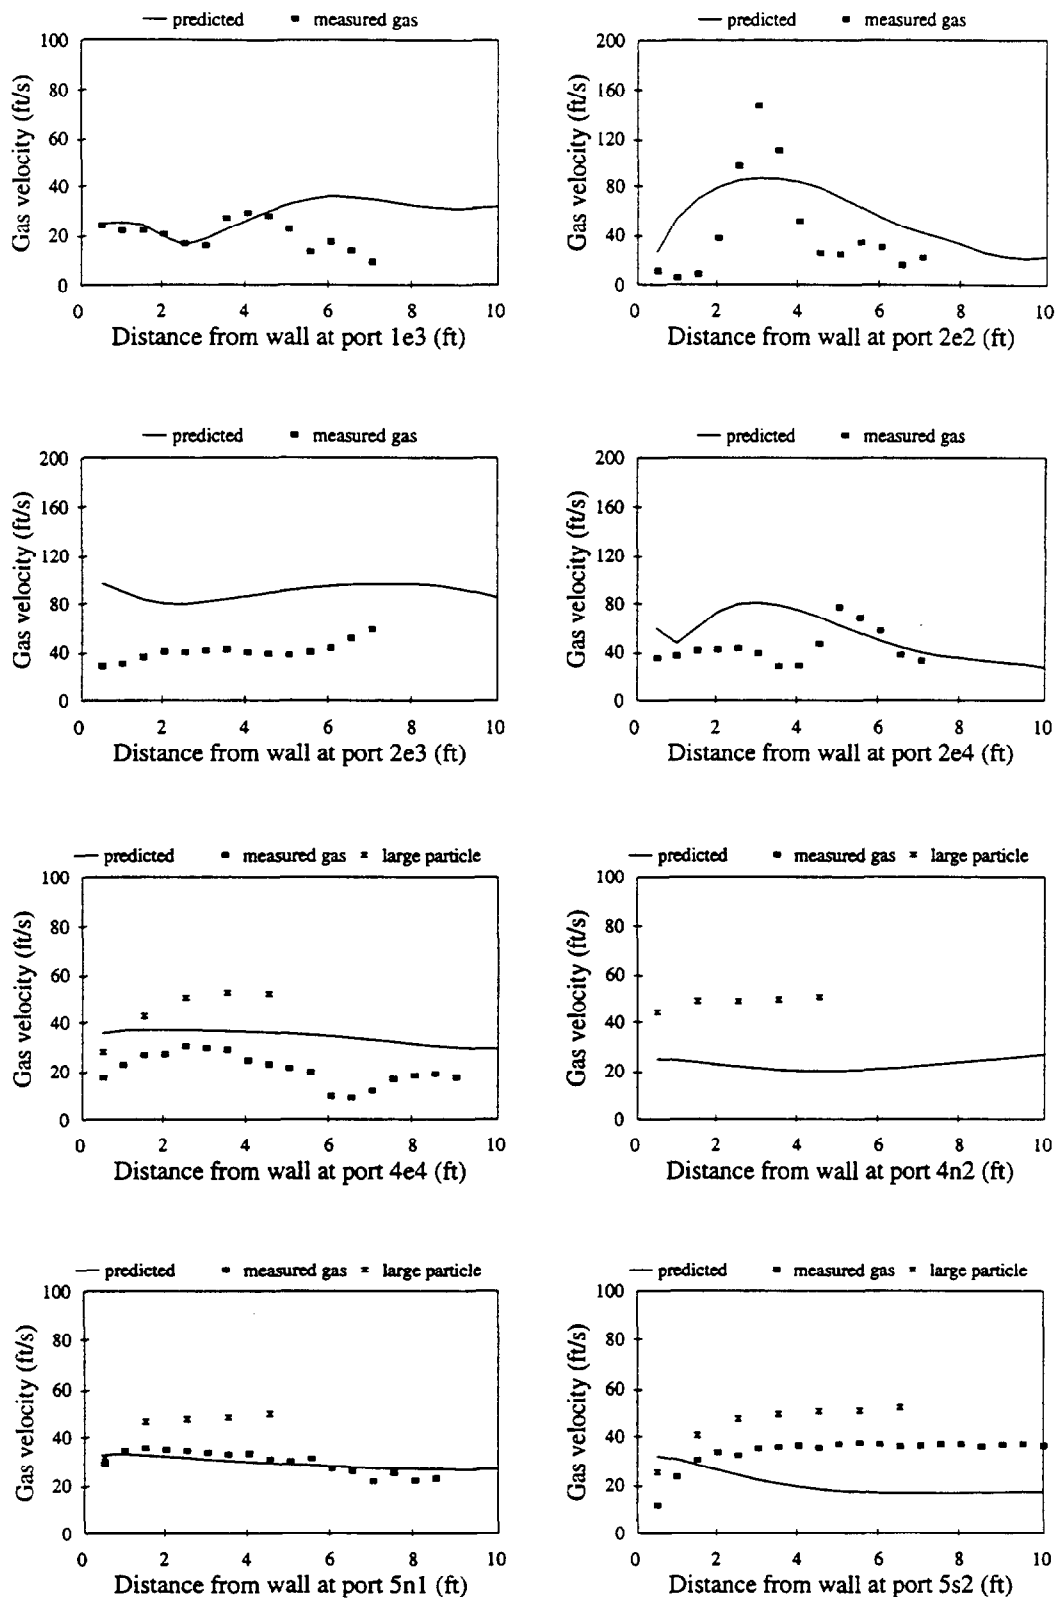 predicted measured gas
Gas velocity (ft/s)
100
80
60
40
20
0
0 2 4 6 8 10
Distance from wall at port 1e3 (ft)
predicted measured gas
Gas velocity (ft/s)
200
160
120
80
40
0
0 2 4 6 8 10
Distance from wall at port 2e2 (ft)
predicted measured gas
Gas velocity (ft/s)
200
160
120
80
40
0
0 2 4 6 8 10
Distance from wall at port 2e3 (ft)
predicted measured gas
Gas velocity (ft/s)
200
160
120
80
40
0
0 2 4 6 8 10
Distance from wall at port 2e4 (ft)
predicted measured gas large particle
Gas velocity (ft/s)
100
80
60
40
20
0
0 2 4 6 8 10
Distance from wall at port 4e4 (ft)
predicted measured gas large particle
Gas velocity (ft/s)
100
80
60
40
20
0
0 2 4 6 8 10
Distance from wall at port 4n2 (ft)
predicted measured gas large particle
Gas velocity (ft/s)
100
80
60
40
20
0
0 2 4 6 8 10
Distance from wall at port 5n1 (ft)
predicted measured gas large particle
Gas velocity (ft/s)
100
80
60
40
20
0
0 2 4 6 8 10
Distance from wall at port 5s2 (ft)